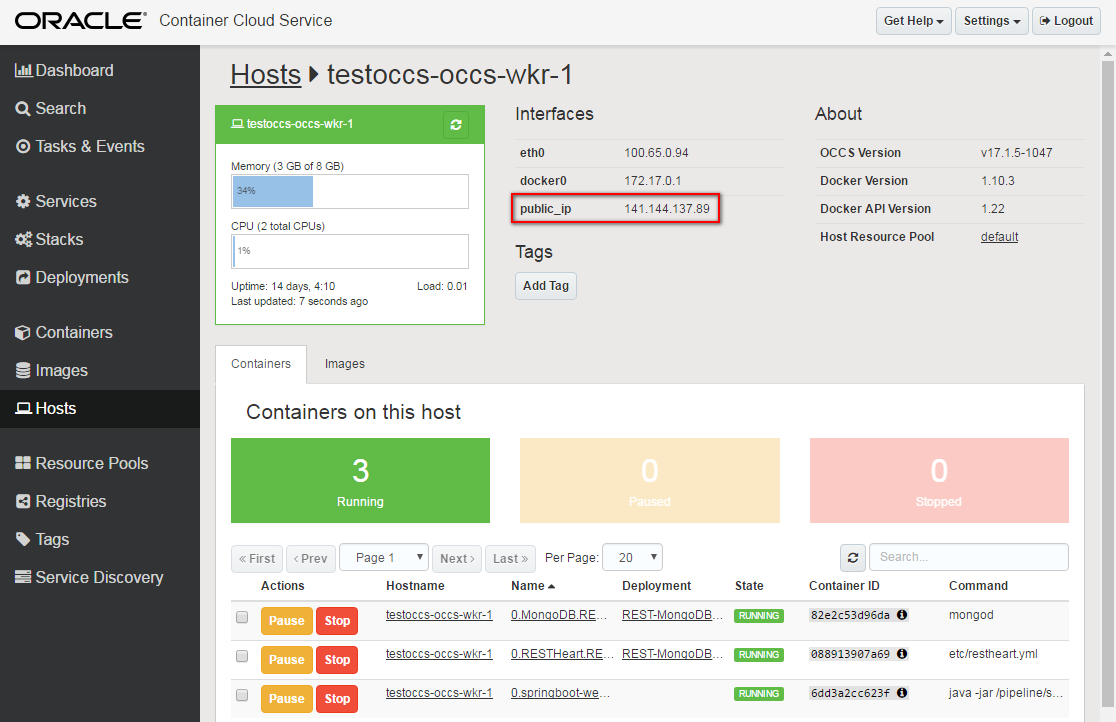 ORACLE® Container Cloud Service
Get Help
Settings
Logout
Dashboard
Search
Tasks & Events
Services
Stacks
Deployments
Containers
Images
Hosts
Resource Pools
Registries
Tags
Service Discovery
Hosts testoccs-occs-wkr-1
testoccs-occs-wkr-1
Memory (3 GB of 8 GB)
34%
CPU (2 total CPUs)
1%
Uptime: 14 days, 4:10 Load: 0.01
Last updated: 7 seconds ago
Interfaces
eth0 100.65.0.94
docker0 172.17.0.1
public_ip 141.144.137.89
Tags
Add Tag
About
OCCS Version v17.1.5-1047
Docker Version 1.10.3
Docker API Version 1.22
Host Resource Pool default
Containers Images
Containers on this host
3
Running
0
Paused
0
Stopped
« First ‹ Prev Page 1 Next › Last » Per Page: 20 Search...
Actions Hostname Name Deployment State Container ID Command
Pause Stop testoccs-occs-wkr-1 0.MongoDB.RE... REST-MongoDB... RUNNING 82e2c53d96da mongod
Pause Stop testoccs-occs-wkr-1 0.RESTHeart.RE... REST-MongoDB... RUNNING 088913907a69 etc/restheart.yml
Pause Stop testoccs-occs-wkr-1 0.springboot-we... RUNNING 6dd3a2cc623f java -jar /pipeline/s...